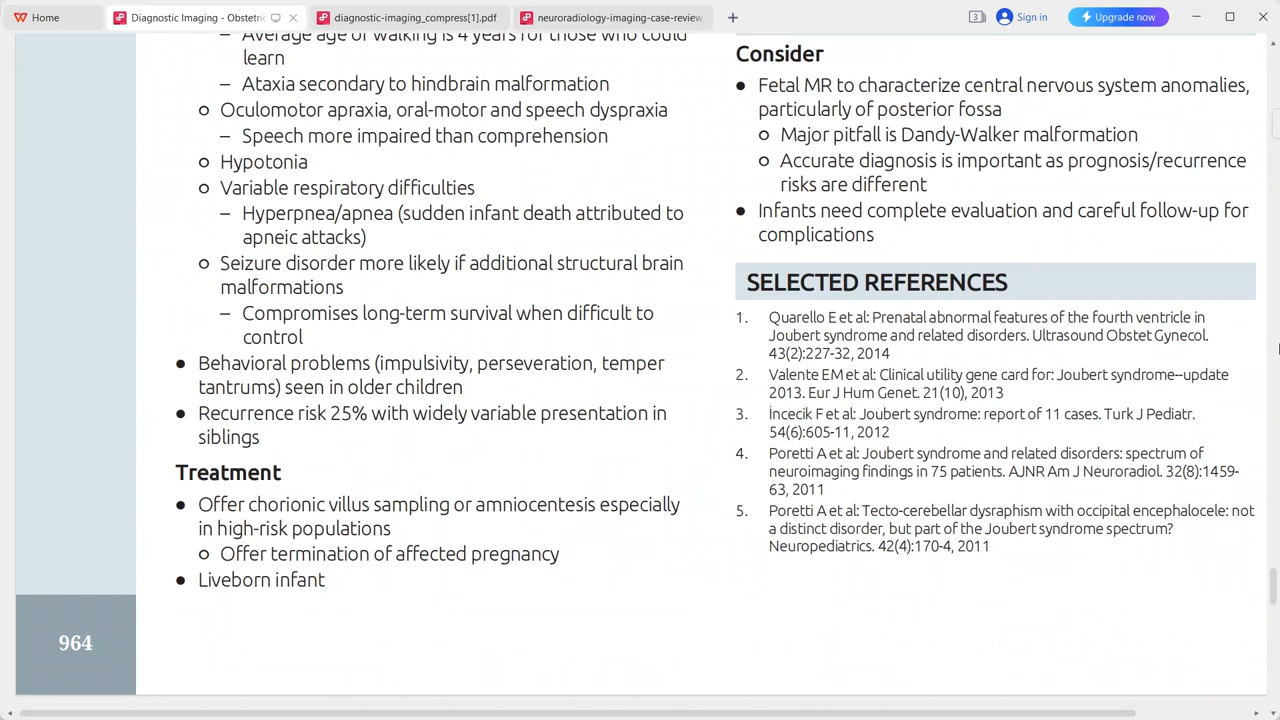 Home
Diagnostic Imaging - Obstetri
diagnostic-imaging_compress[1].pdf
neuroradiology-imaging-case-review
3
Sign in
Upgrade now
– Average age of walking is 4 years for those who could
learn
– Ataxia secondary to hindbrain malformation
o Oculomotor apraxia, oral-motor and speech dyspraxia
– Speech more impaired than comprehension
o Hypotonia
o Variable respiratory difficulties
– Hyperpnea/apnea (sudden infant death attributed to
apneic attacks)
o Seizure disorder more likely if additional structural brain
malformations
– Compromises long-term survival when difficult to
control
● Behavioral problems (impulsivity, perseveration, temper
tantrums) seen in older children
● Recurrence risk 25% with widely variable presentation in
siblings
Treatment
● Offer chorionic villus sampling or amniocentesis especially
in high-risk populations
o Offer termination of affected pregnancy
● Liveborn infant
964
Consider
● Fetal MR to characterize central nervous system anomalies,
particularly of posterior fossa
o Major pitfall is Dandy-Walker malformation
o Accurate diagnosis is important as prognosis/recurrence
risks are different
● Infants need complete evaluation and careful follow-up for
complications
SELECTED REFERENCES
1. Quarello E et al: Prenatal abnormal features of the fourth ventricle in
Joubert syndrome and related disorders. Ultrasound Obstet Gynecol.
43(2):227-32, 2014
2. Valente EM et al: Clinical utility gene card for: Joubert syndrome--update
2013. Eur J Hum Genet. 21(10), 2013
3. İncecik F et al: Joubert syndrome: report of 11 cases. Turk J Pediatr.
54(6):605-11, 2012
4. Poretti A et al: Joubert syndrome and related disorders: spectrum of
neuroimaging findings in 75 patients. AJNR Am J Neuroradiol. 32(8):1459-
63, 2011
5. Poretti A et al: Tecto-cerebellar dysraphism with occipital encephalocele: not
a distinct disorder, but part of the Joubert syndrome spectrum?
Neuropediatrics. 42(4):170-4, 2011